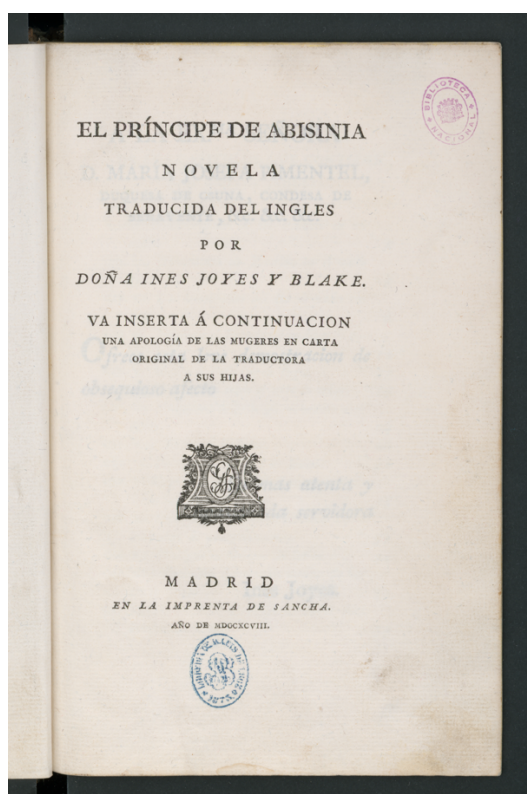 BIBLIOTECA
NACIONAL
EL PRÍNCIPE DE ABISINIA
NOVELA
TRADUCIDA DEL INGLES
POR
DOÑA INES JOYES Y BLAKE.
VA INSERTA Á CONTINUACION
UNA APOLOGÍA DE LAS MUGERES EN CARTA
ORIGINAL DE LA TRADUCTORA
A SUS HIJAS.
MADRID
EN LA IMPRENTA DE SANCHA.
AÑO DE MDCCXCVIII.